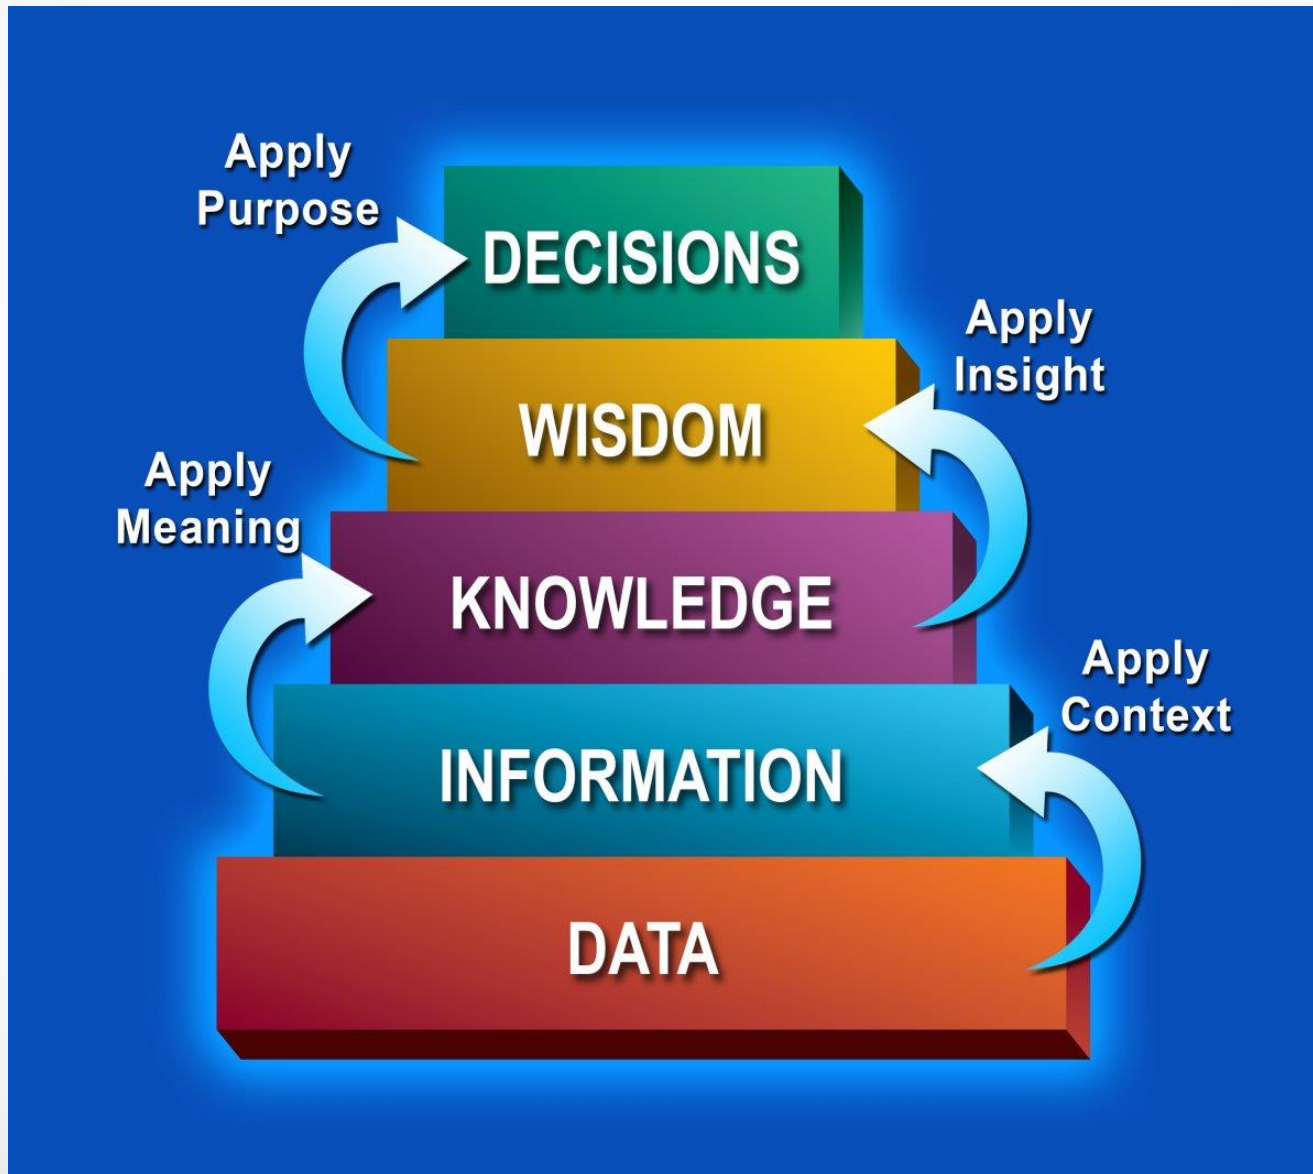 Apply
Purpose
DECISIONS
Apply
Insight
WISDOM
Apply
Meaning
KNOWLEDGE
Apply
Context
INFORMATION
DATA